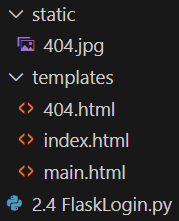 static
404.jpg
templates
404.html
index.html
main.html
2.4 FlaskLogin.py